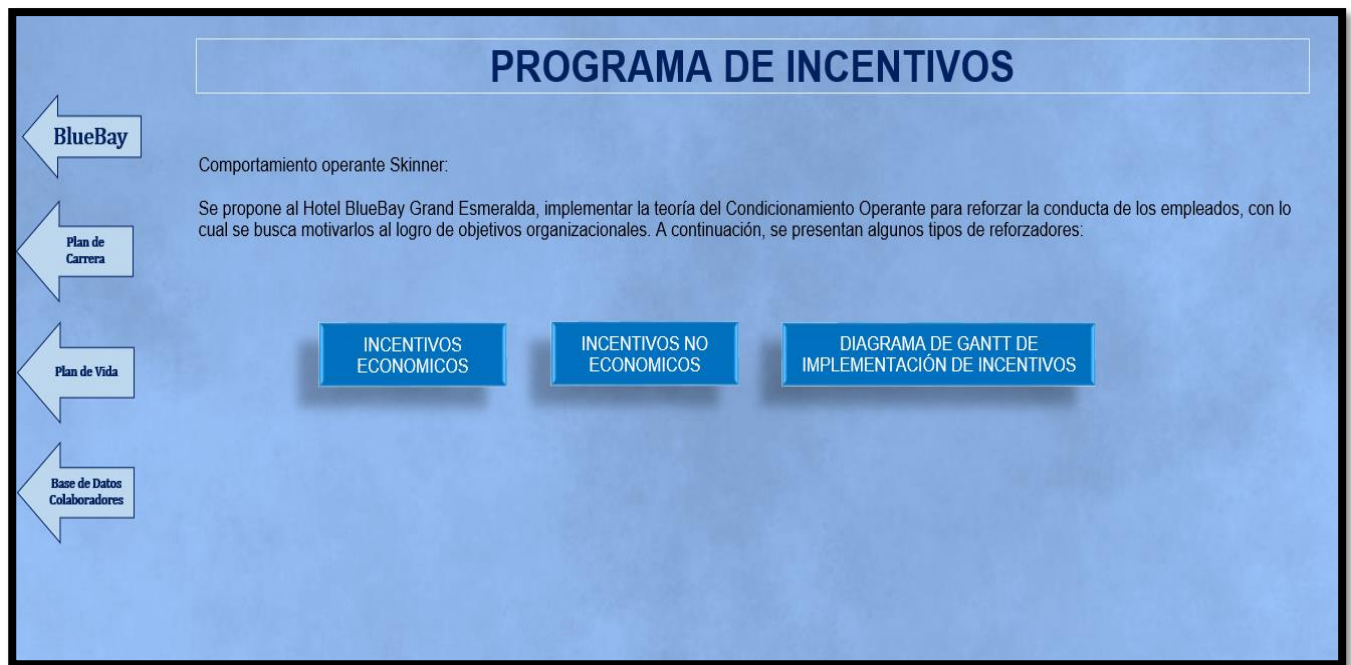 PROGRAMA DE INCENTIVOS
BlueBay
Comportamiento operante Skinner:
Se propone al Hotel BlueBay Grand Esmeralda, implementar la teoría del Condicionamiento Operante para reforzar la conducta de los empleados, con lo
cual se busca motivarlos al logro de objetivos organizacionales. A continuación, se presentan algunos tipos de reforzadores:
Plan de
Carrera
INCENTIVOS
ECONOMICOS
INCENTIVOS NO
ECONOMICOS
DIAGRAMA DE GANTT DE
IMPLEMENTACIÓN DE INCENTIVOS
Plan de Vida
Base de Datos
Colaboradores